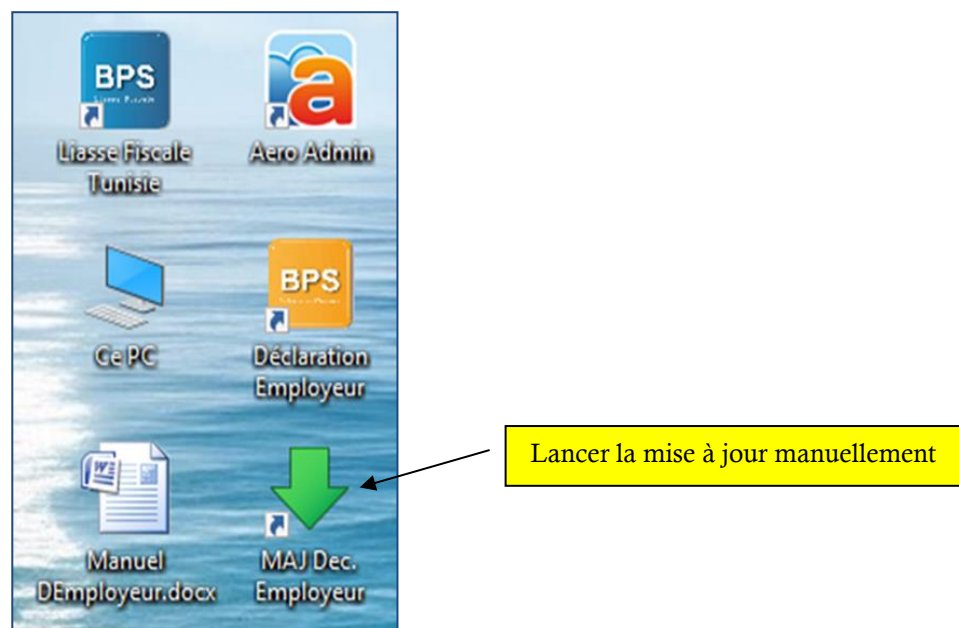 BPS
Liasse Fiscale
Tunisie
a
Aero Admin
Ce PC
BPS
Déclaration
Employeur
W
Manuel
DEmployeur.docx
MAJ Dec.
Employeur
Lancer la mise à jour manuellement